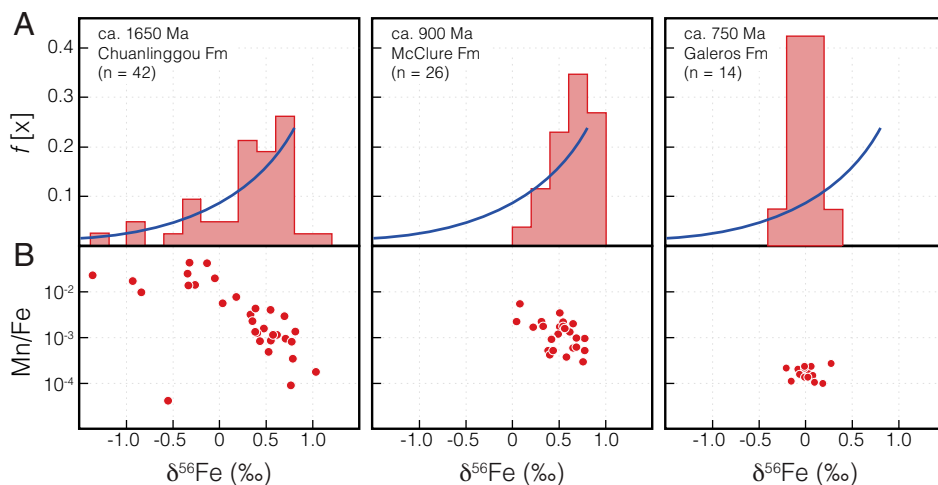 A
ca. 1650 Ma
Chuanlinggou Fm
(n = 42)
ca. 900 Ma
McClure Fm
(n = 26)
ca. 750 Ma
Galeros Fm
(n = 14)
0.4
0.3
0.2
0.1
f [x]
B
10-2
10-3
10-4
Mn/Fe
-1.0 -0.5 0 0.5 1.0
-1.0 -0.5 0 0.5 1.0
-1.0 -0.5 0 0.5 1.0
δ56Fe (‰)
δ56Fe (‰)
δ56Fe (‰)